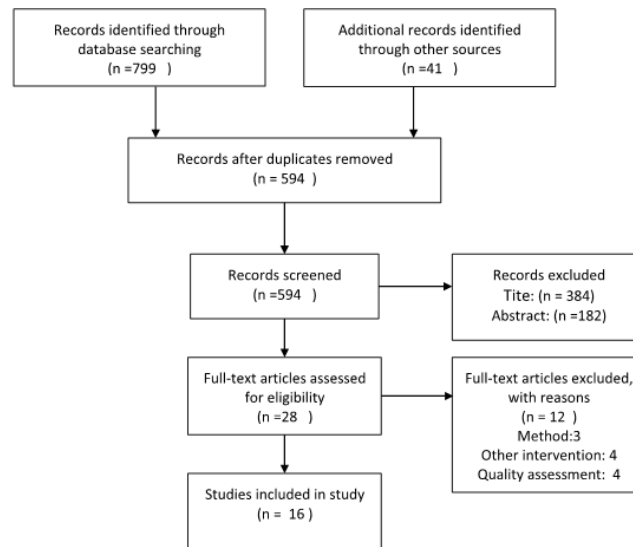 Records identified through
database searching
(n =799 )
Additional records identified
through other sources
(n =41 )
Records after duplicates removed
(n = 594 )
Records screened
(n =594 )
Records excluded
Tite: (n = 384)
Abstract: (n =182)
Full-text articles assessed
for eligibility
(n =28 )
Full-text articles excluded,
with reasons
(n = 12 )
Method:3
Other intervention: 4
Quality assessment: 4
Studies included in study
(n = 16 )